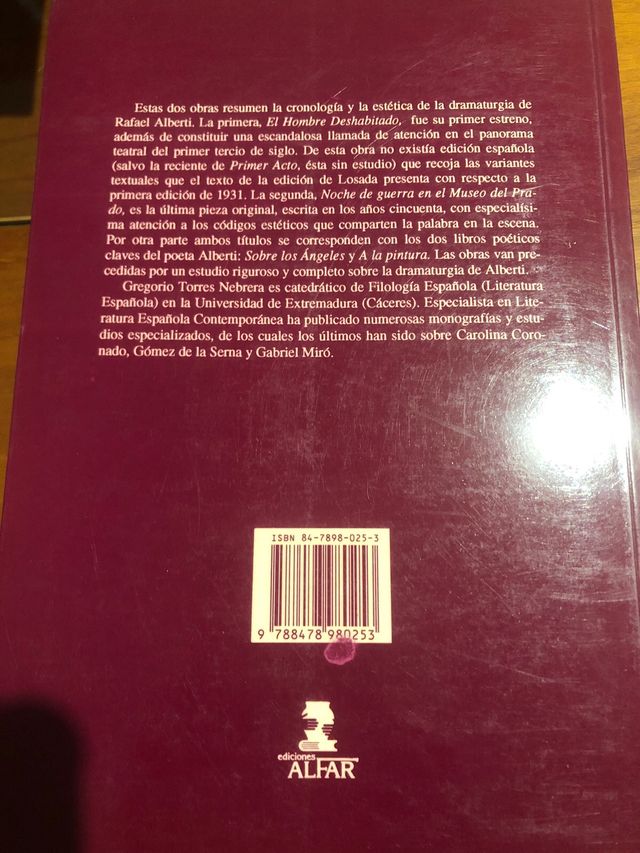 Estas dos obras resumen la cronología y la estética de la dramaturgia de
Rafael Alberti. La primera, El Hombre Deshabitado, fue su primer estreno,
además de constituir una escandalosa llamada de atención en el panorama
teatral del primer tercio de siglo. De esta obra no existía edición española
(salvo la reciente de Primer Acto, ésta sin estudio) que recoja las variantes
textuales que el texto de la edición de Losada presenta con respecto a la
primera edición de 1931. La segunda, Noche de guerra en el Museo del Pra-
do, es la última pieza original, escrita en los años cincuenta, con especialísi-
ma atención a los códigos estéticos que comparten la palabra en la escena.
Por otra parte ambos títulos se corresponden con los dos libros poéticos
claves del poeta Alberti: Sobre los Ángeles y A la pintura. Las obras van pre-
cedidas por un estudio riguroso y completo sobre la dramaturgia de Alberti.
Gregorio Torres Nebrera es catedrático de Filología Española (Literatura
Española) en la Universidad de Extremadura (Cáceres). Especialista en Lite-
ratura Española Contemporánea ha publicado numerosas monografías y estu-
dios especializados, de los cuales los últimos han sido sobre Carolina Coro-
nado, Gómez de la Serna y Gabriel Miró.
ISBN 84-7898-025-3
9 788478 980253
ediciones
ALFAR